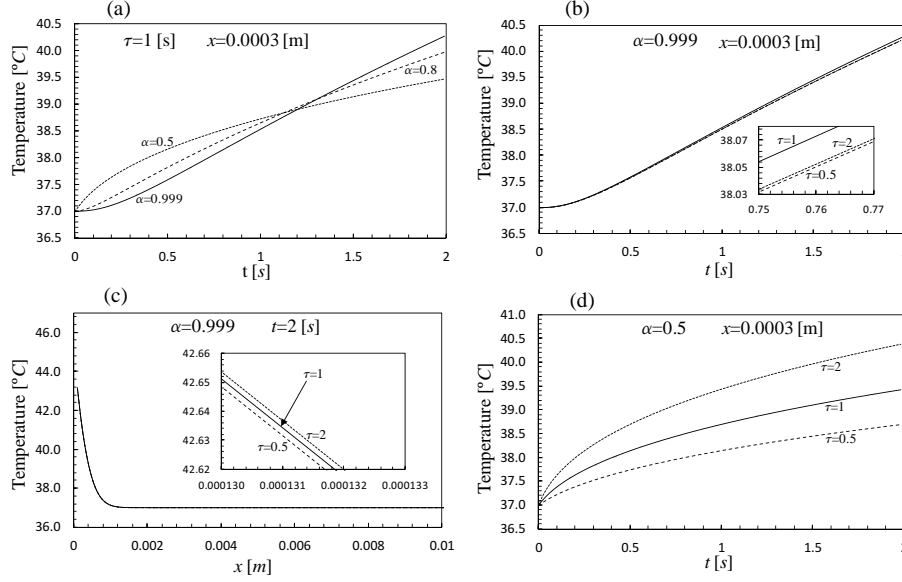 (a)
τ=1 [s] x=0.0003 [m]
Temperature [°C]
40.5
40.0
39.5
39.0
38.5
38.0
37.5
37.0
36.5
α=0.8
α=0.5
α=0.999
0 0.5 1 1.5 2
t [s]
(b)
α=0.999 x=0.0003 [m]
Temperature [°C]
40.5
40.0
39.5
39.0
38.5
38.0
37.5
37.0
36.5
38.07
38.05
38.03
τ=1
τ=2
τ=0.5
0.75 0.76 0.77
0 0.5 1 1.5 2
t [s]
(c)
α=0.999 t=2 [s]
Temperature [°C]
46.0
43.0
40.0
37.0
36.0
42.66
42.65
42.64
42.63
42.62
τ=1
τ=2
τ=0.5
0.000130 0.000131 0.000132 0.000133
0 0.002 0.004 0.006 0.008 0.01
x [m]
(d)
α=0.5 x=0.0003 [m]
Temperature [°C]
41.0
40.5
40.0
39.5
39.0
38.5
38.0
37.5
37.0
36.5
τ=2
τ=1
τ=0.5
0 0.5 1 1.5 2
t [s]